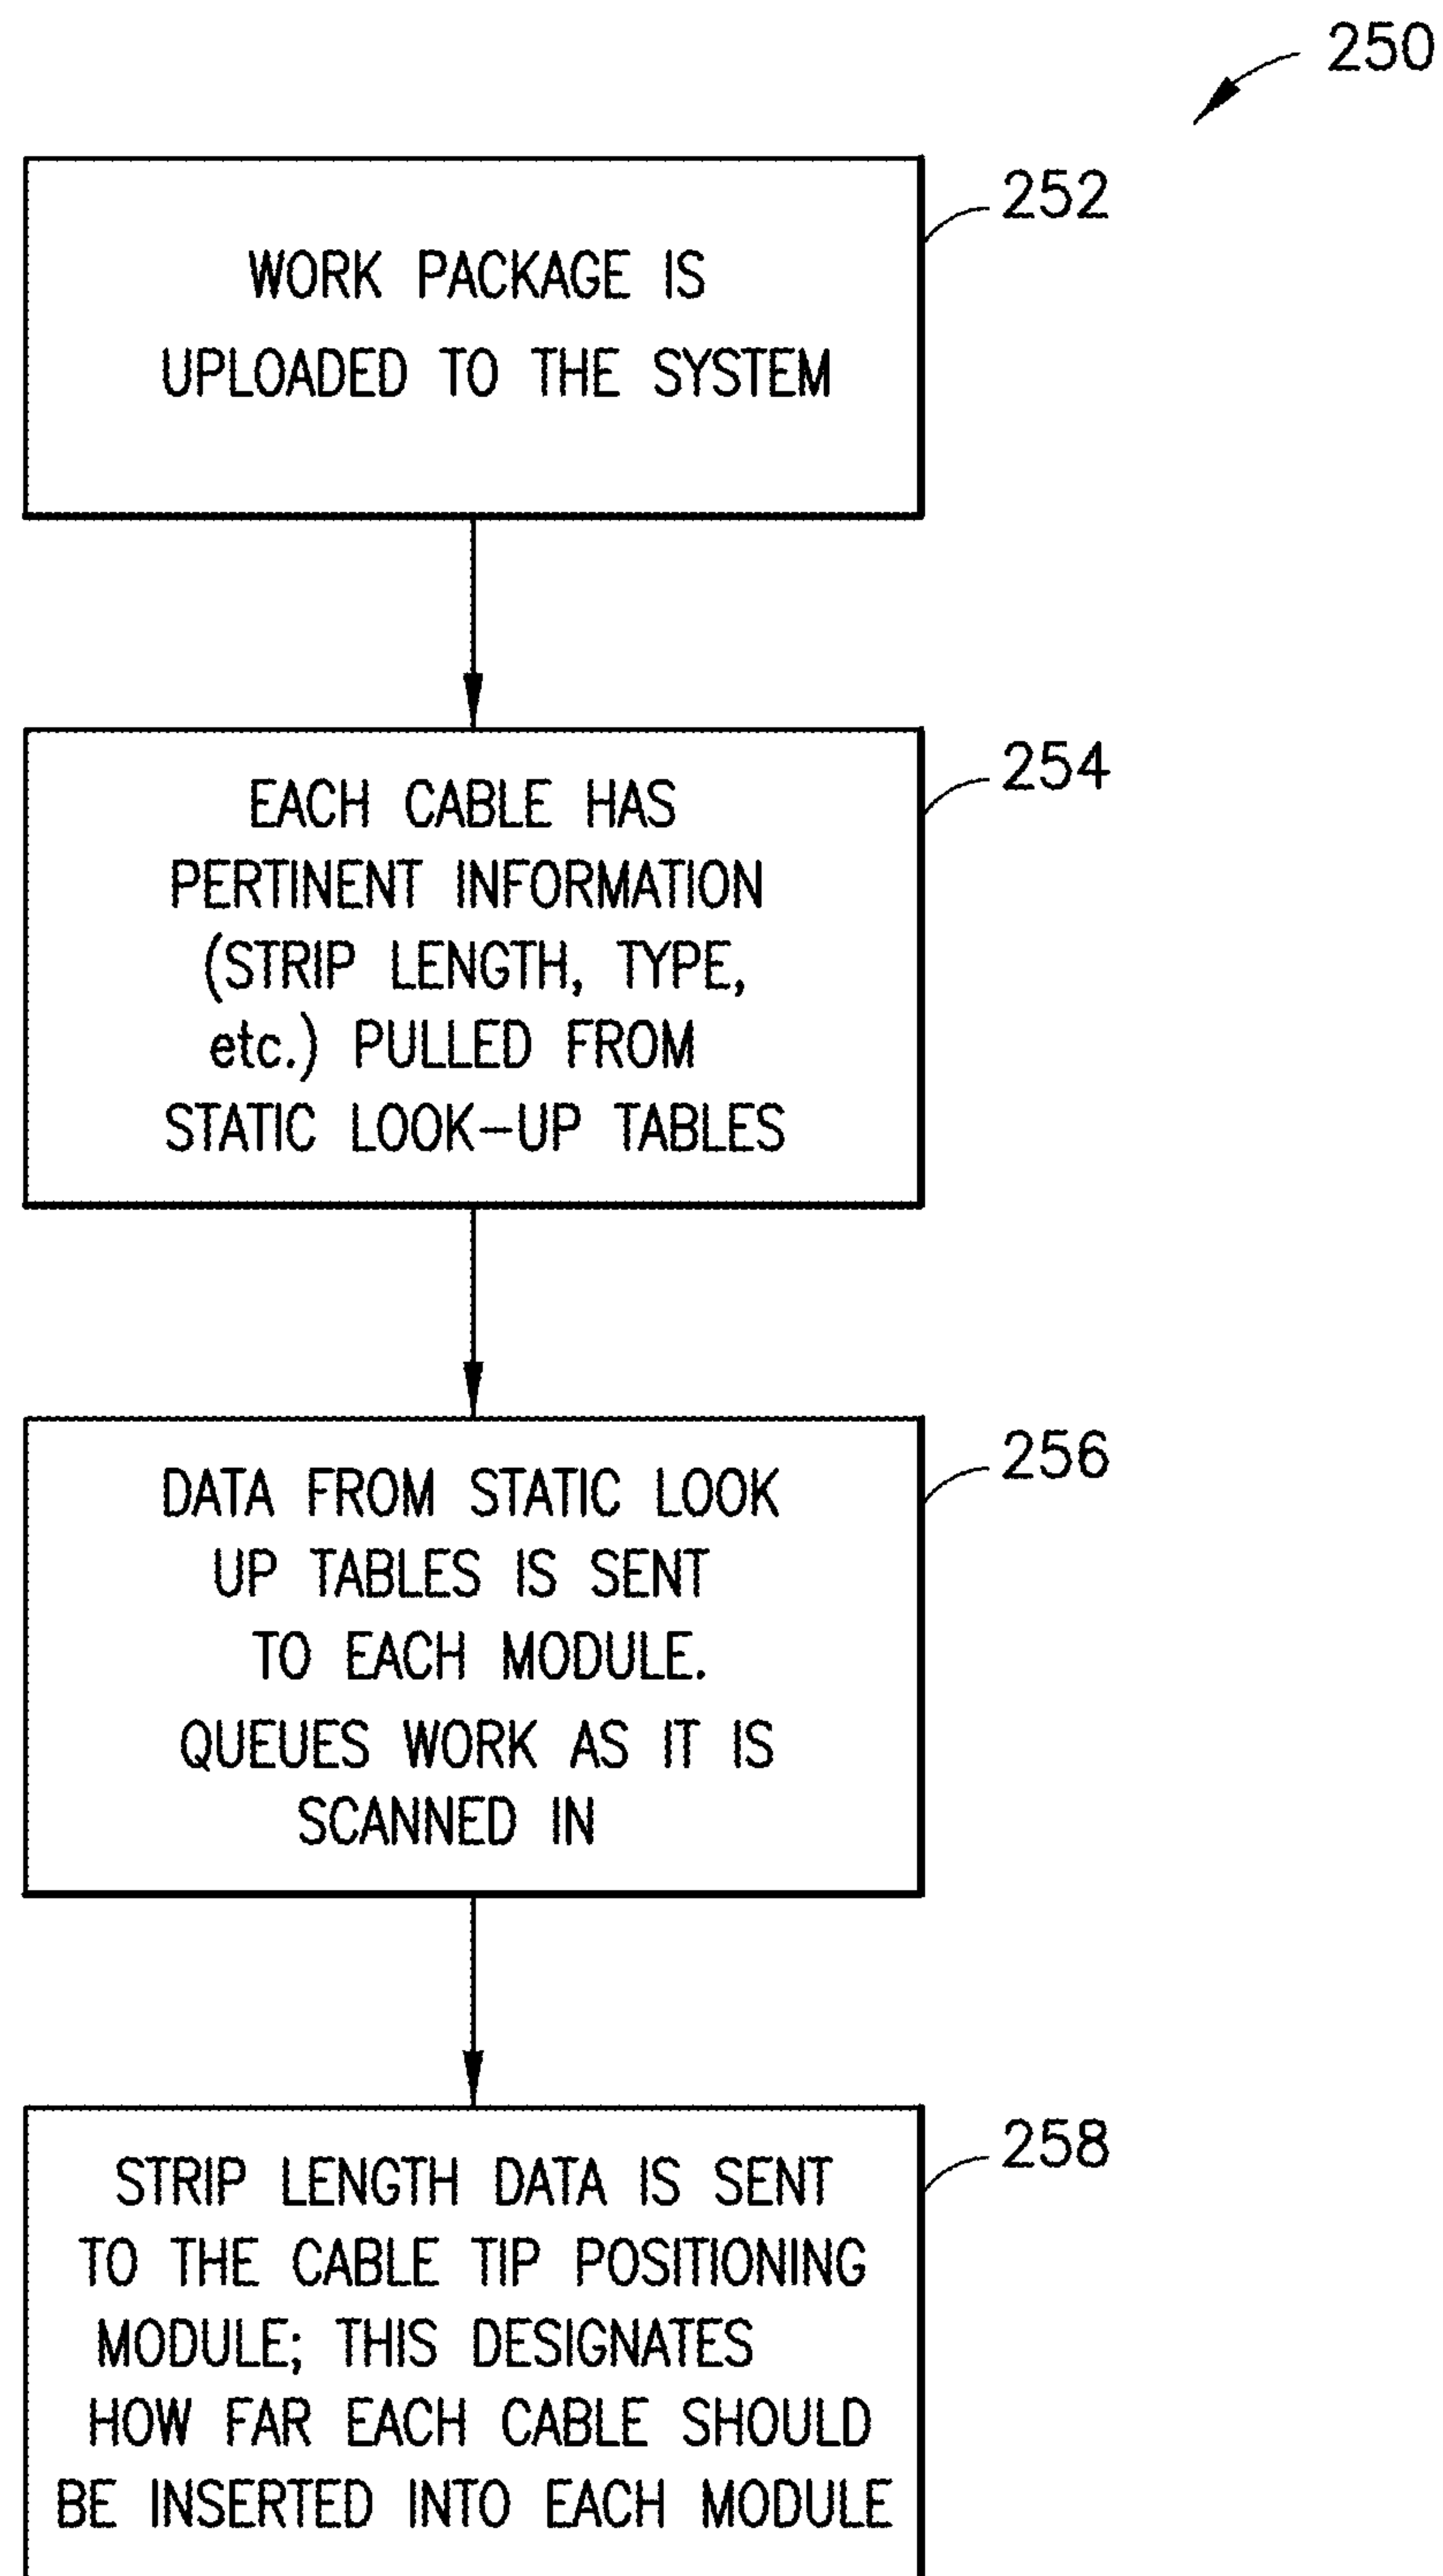 250
252
WORK PACKAGE IS
UPLOADED TO THE SYSTEM
254
EACH CABLE HAS
PERTINENT INFORMATION
(STRIP LENGTH, TYPE,
etc.) PULLED FROM
STATIC LOOK-UP TABLES
256
DATA FROM STATIC LOOK
UP TABLES IS SENT
TO EACH MODULE.
QUEUES WORK AS IT IS
SCANNED IN
258
STRIP LENGTH DATA IS SENT
TO THE CABLE TIP POSITIONING
MODULE; THIS DESIGNATES
HOW FAR EACH CABLE SHOULD
BE INSERTED INTO EACH MODULE